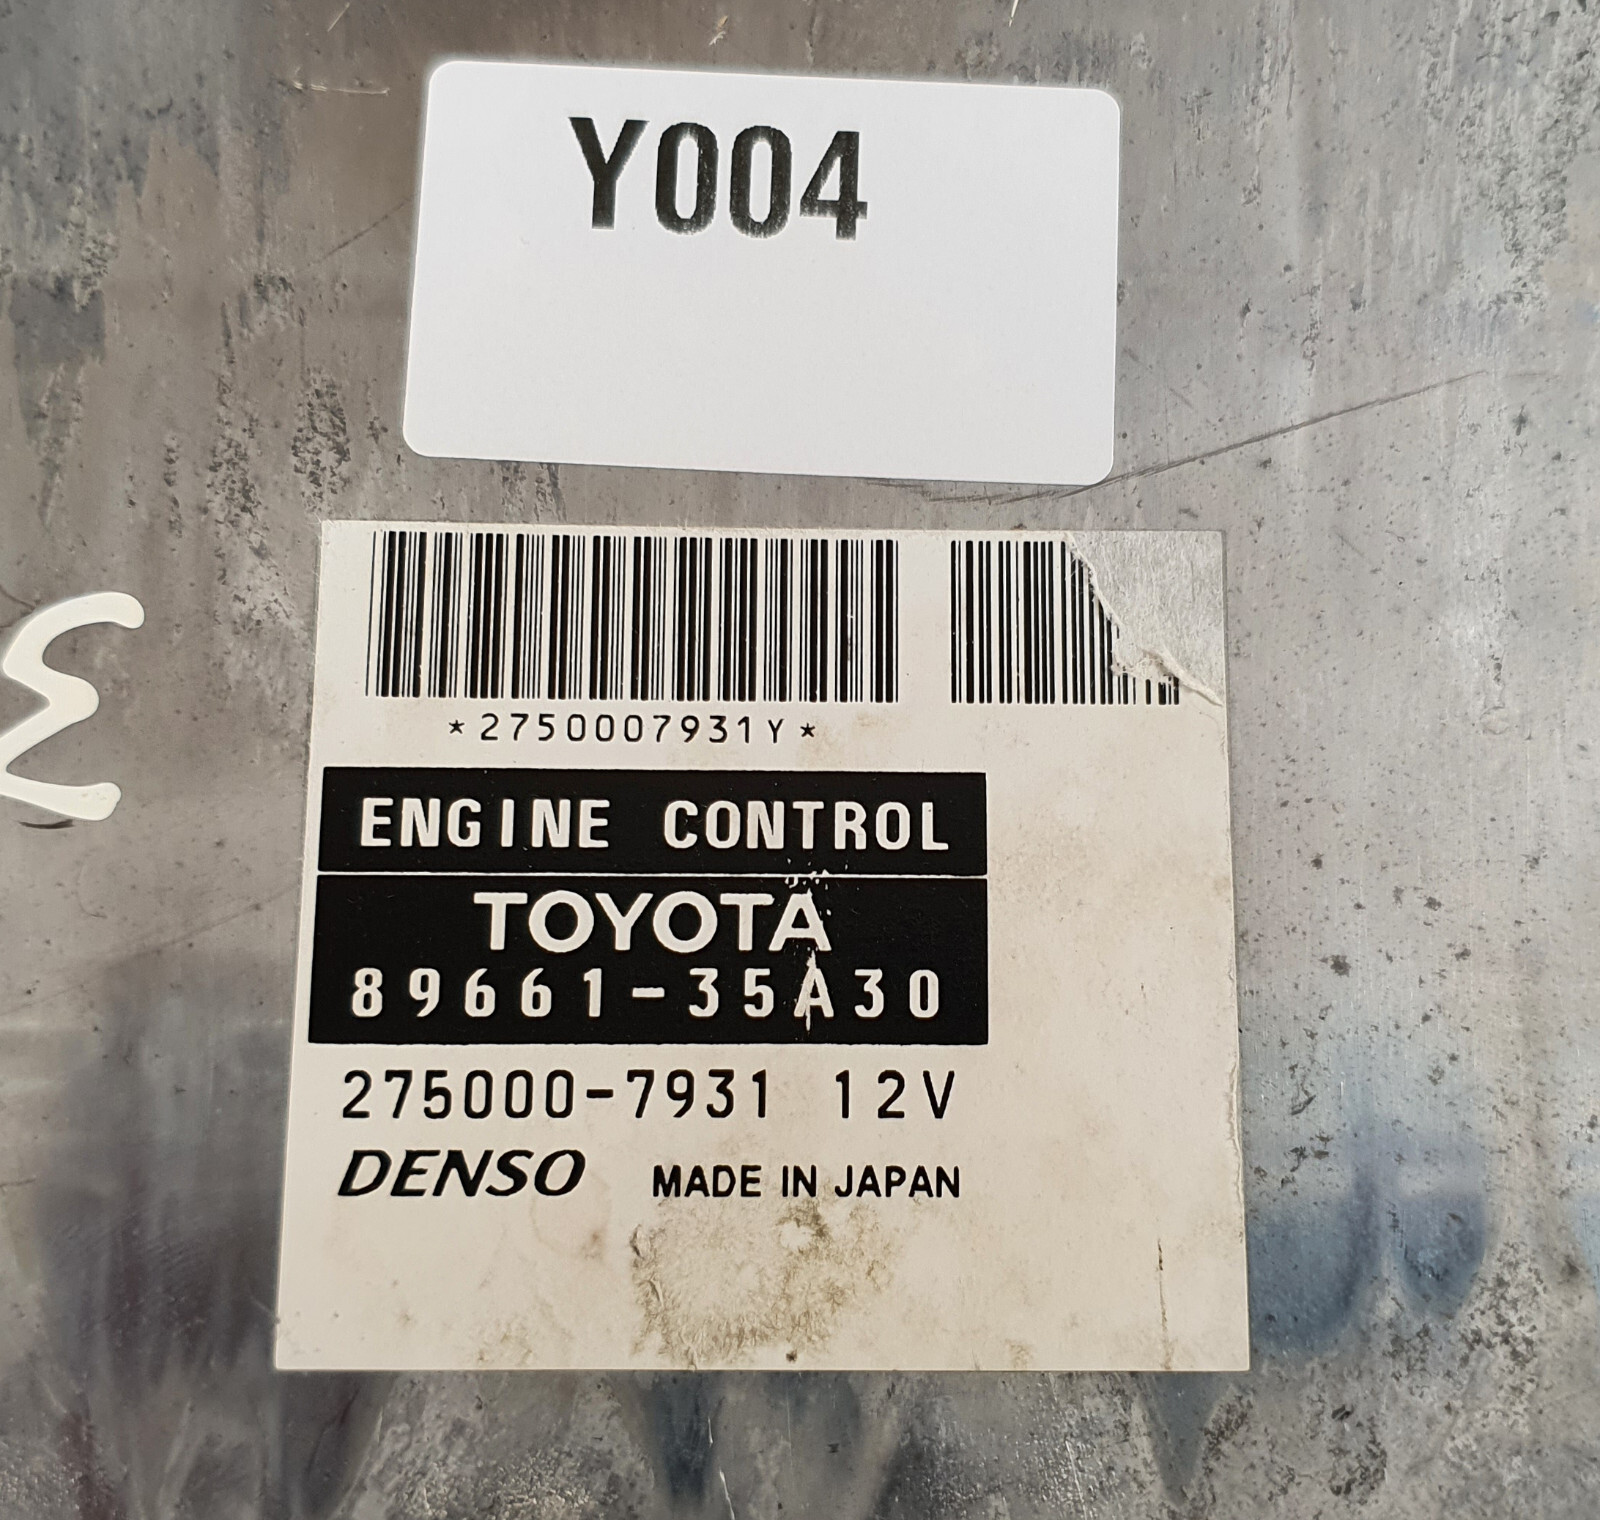 Y004
*2750007931Y*
ENGINE CONTROL
TOYOTA
89661-35A30
275000-7931 12V
DENSO MADE IN JAPAN